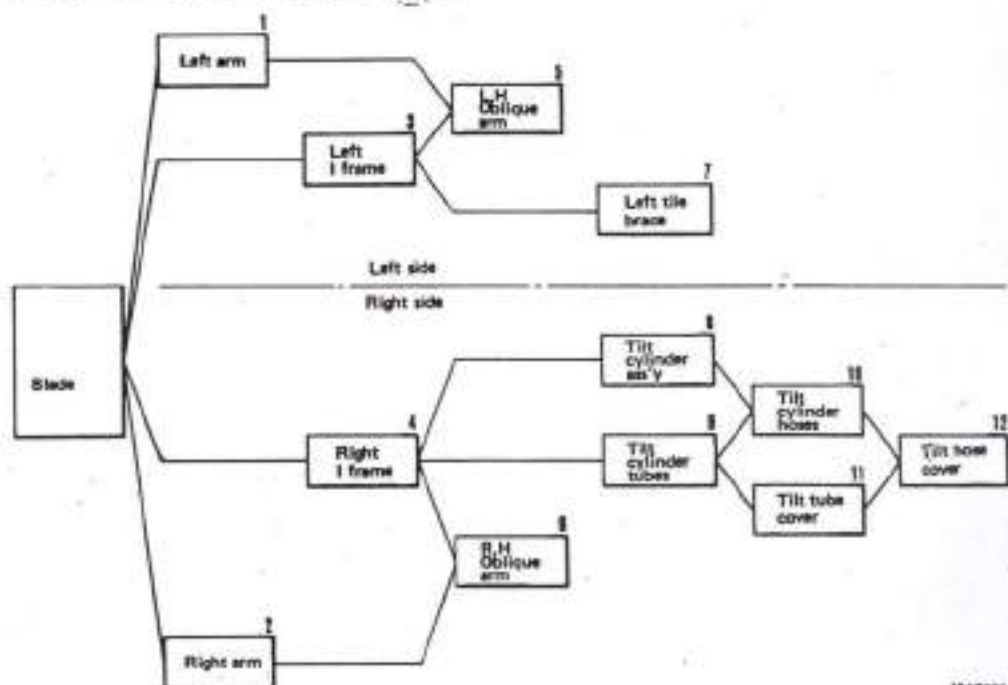 1
Left arm
5
L.H
Oblique
arm
3
Left
I frame
7
Left tile
brace
Left side
Right side
Blade
8
Tilt
cylinder
ass'y
10
Tilt
cylinder
hoses
4
Right
I frame
9
Tilt
cylinder
tubes
12
Tilt hose
cover
11
Tilt tube
cover
6
R.H
Oblique
arm
2
Right arm